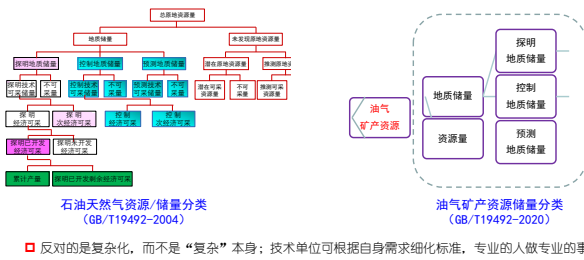 总原地资源量
地质储量
未发现原地资源量
探明地质储量
控制地质储量
预测地质储量
潜在原地资源量
推测原地资
探明技术
可采储量
不可
采量
控制技术
可采储量
不可
采量
预测技术
可采储量
不可
采量
潜在可采
资源量
不可
采量
推测可采
资源量
探 明
经济可采
探 明
次经济可采
控 制
经济可采
控 制
次经济可采
探明已开发
经济可采
探明未开发
经济可采
累计产量
探明已开发剩余经济可采
石油天然气资源/储量分类
(GB/T19492-2004)
油气
矿产资源
地质储量
资源量
探明
地质储量
控制
地质储量
预测
地质储量
油气矿产资源储量分类
(GB/T19492-2020)
反对的是复杂化，而不是“复杂”本身；技术单位可根据自身需求细化标准，专业的人做专业的事